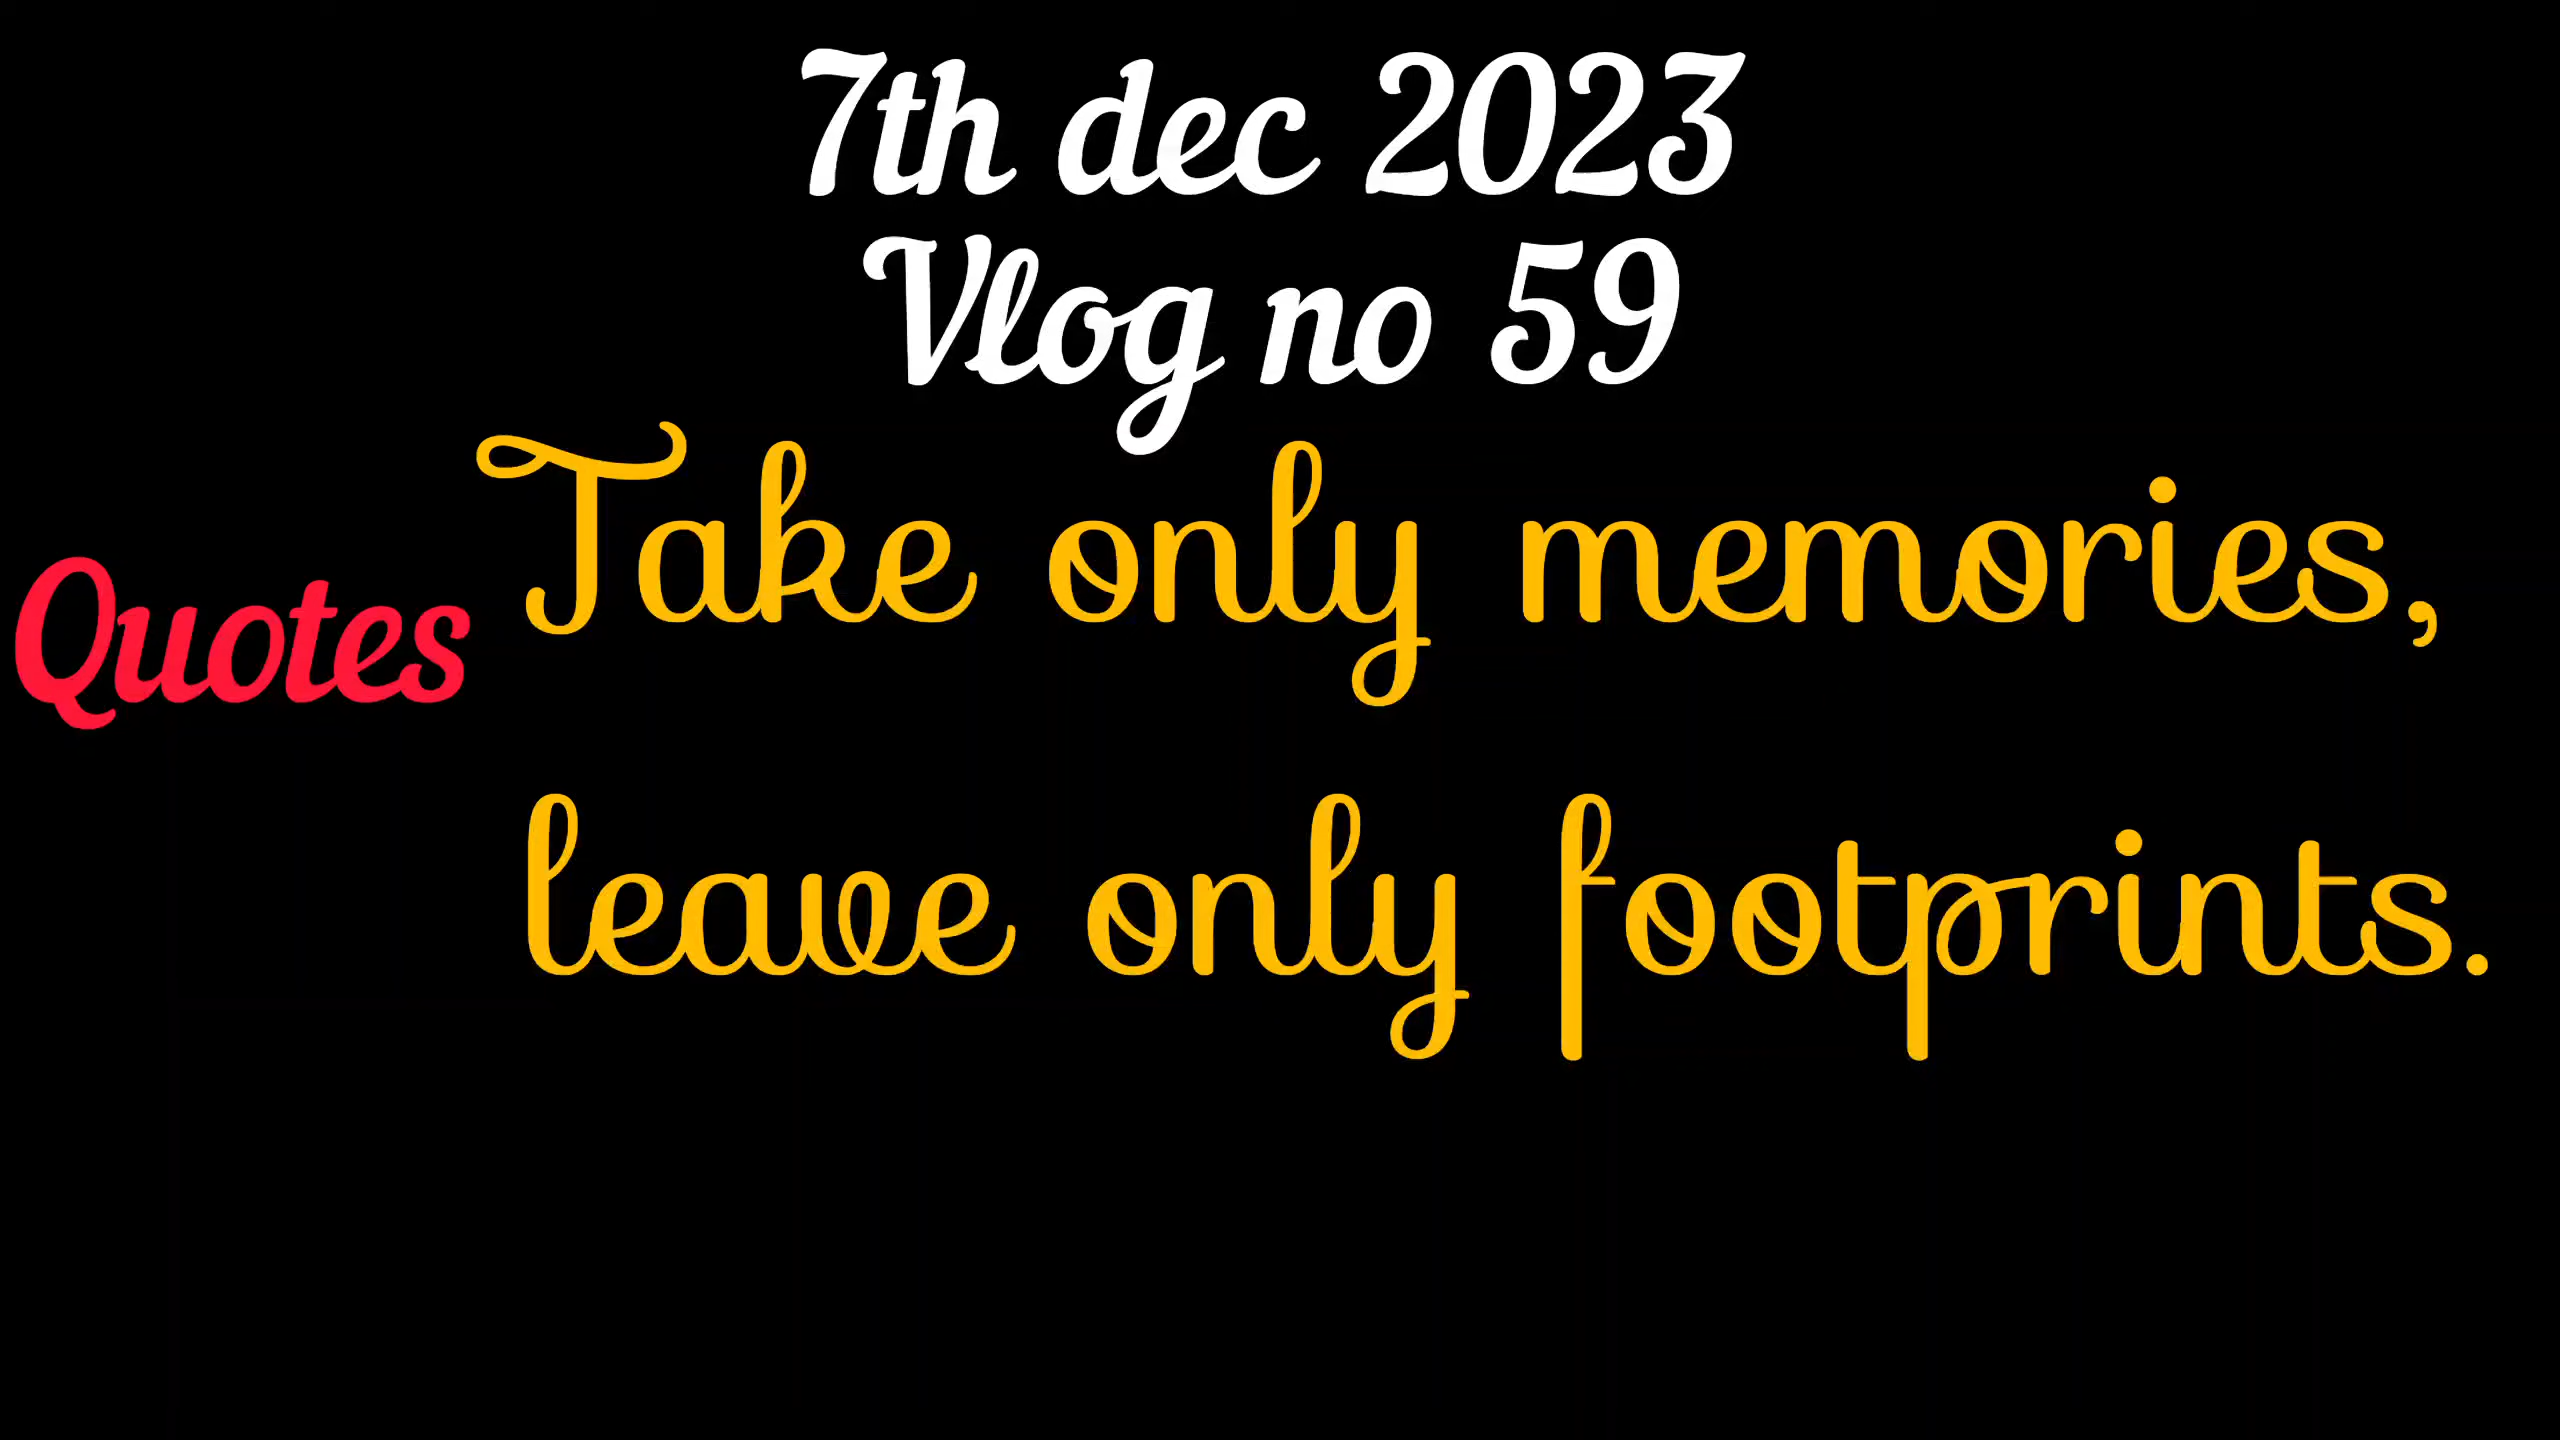 7th dec 2023
Vlog no 59
Quotes
Take only memories,
leave only footprints.